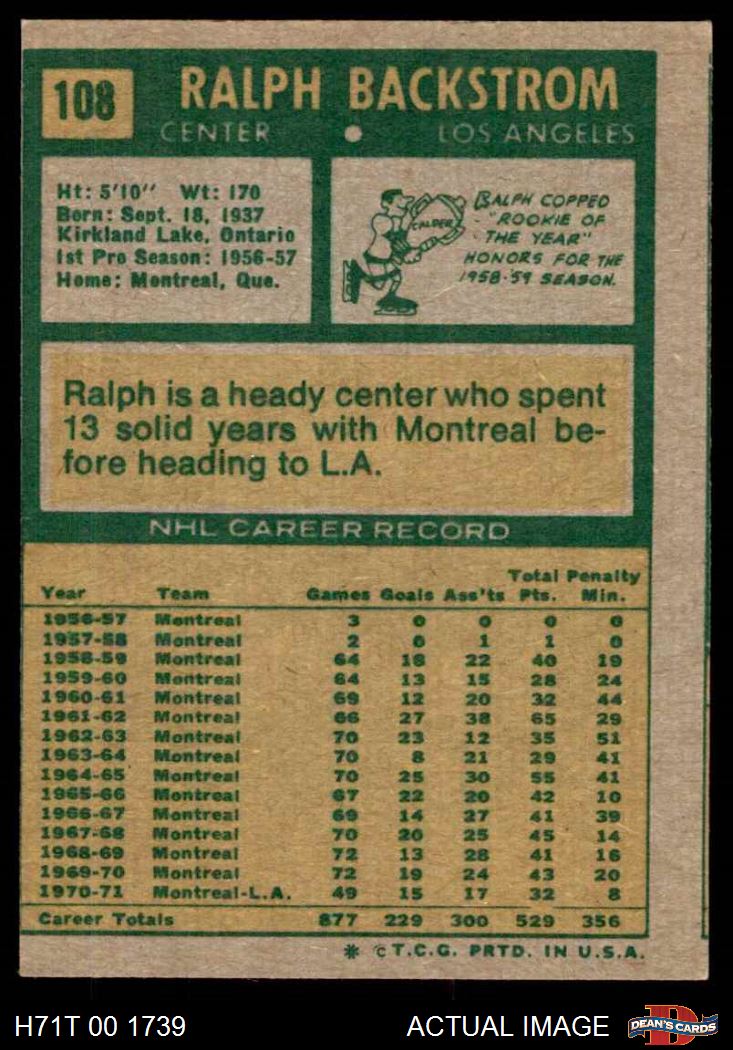 108
RALPH BACKSTROM
CENTER • LOS ANGELES
Ht: 5'10'' Wt: 170
Born: Sept. 18, 1937
Kirkland Lake, Ontario
1st Pro Season: 1956-57
Home: Montreal, Que.
CALDER
RALPH COPPED
"ROOKIE OF
THE YEAR"
HONORS FOR THE
1958-59 SEASON.
Ralph is a heady center who spent
13 solid years with Montreal be-
fore heading to L.A.
NHL CAREER RECORD
Total Penalty
Year Team Games Goals Ass'ts Pts. Min.
1956-57 Montreal 3 0 0 0 0
1957-58 Montreal 2 0 1 1 0
1958-59 Montreal 64 18 22 40 19
1959-60 Montreal 64 13 15 28 24
1960-61 Montreal 69 12 20 32 44
1961-62 Montreal 66 27 38 65 29
1962-63 Montreal 70 23 12 35 51
1963-64 Montreal 70 8 21 29 41
1964-65 Montreal 70 25 30 55 41
1965-66 Montreal 67 22 20 42 10
1966-67 Montreal 69 14 27 41 39
1967-68 Montreal 70 20 25 45 14
1968-69 Montreal 72 13 28 41 16
1969-70 Montreal 72 19 24 43 20
1970-71 Montreal-L.A. 49 15 17 32 8
Career Totals 877 229 300 529 356
* © T.C.G. PRTD. IN U.S.A.
H71T 00 1739 ACTUAL IMAGE
DEAN'S CARDS